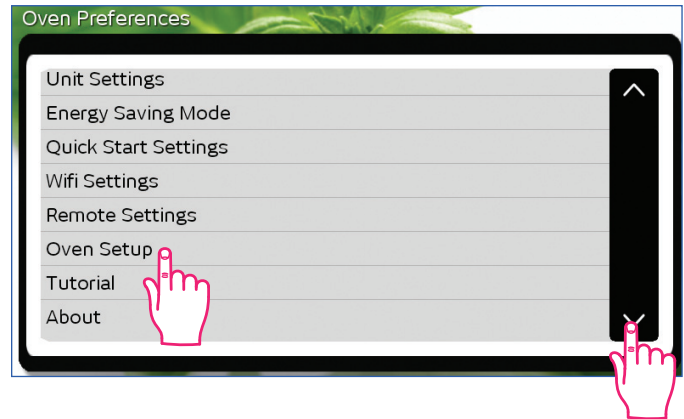 Oven Preferences
Unit Settings
Energy Saving Mode
Quick Start Settings
Wifi Settings
Remote Settings
Oven Setup
Tutorial
About